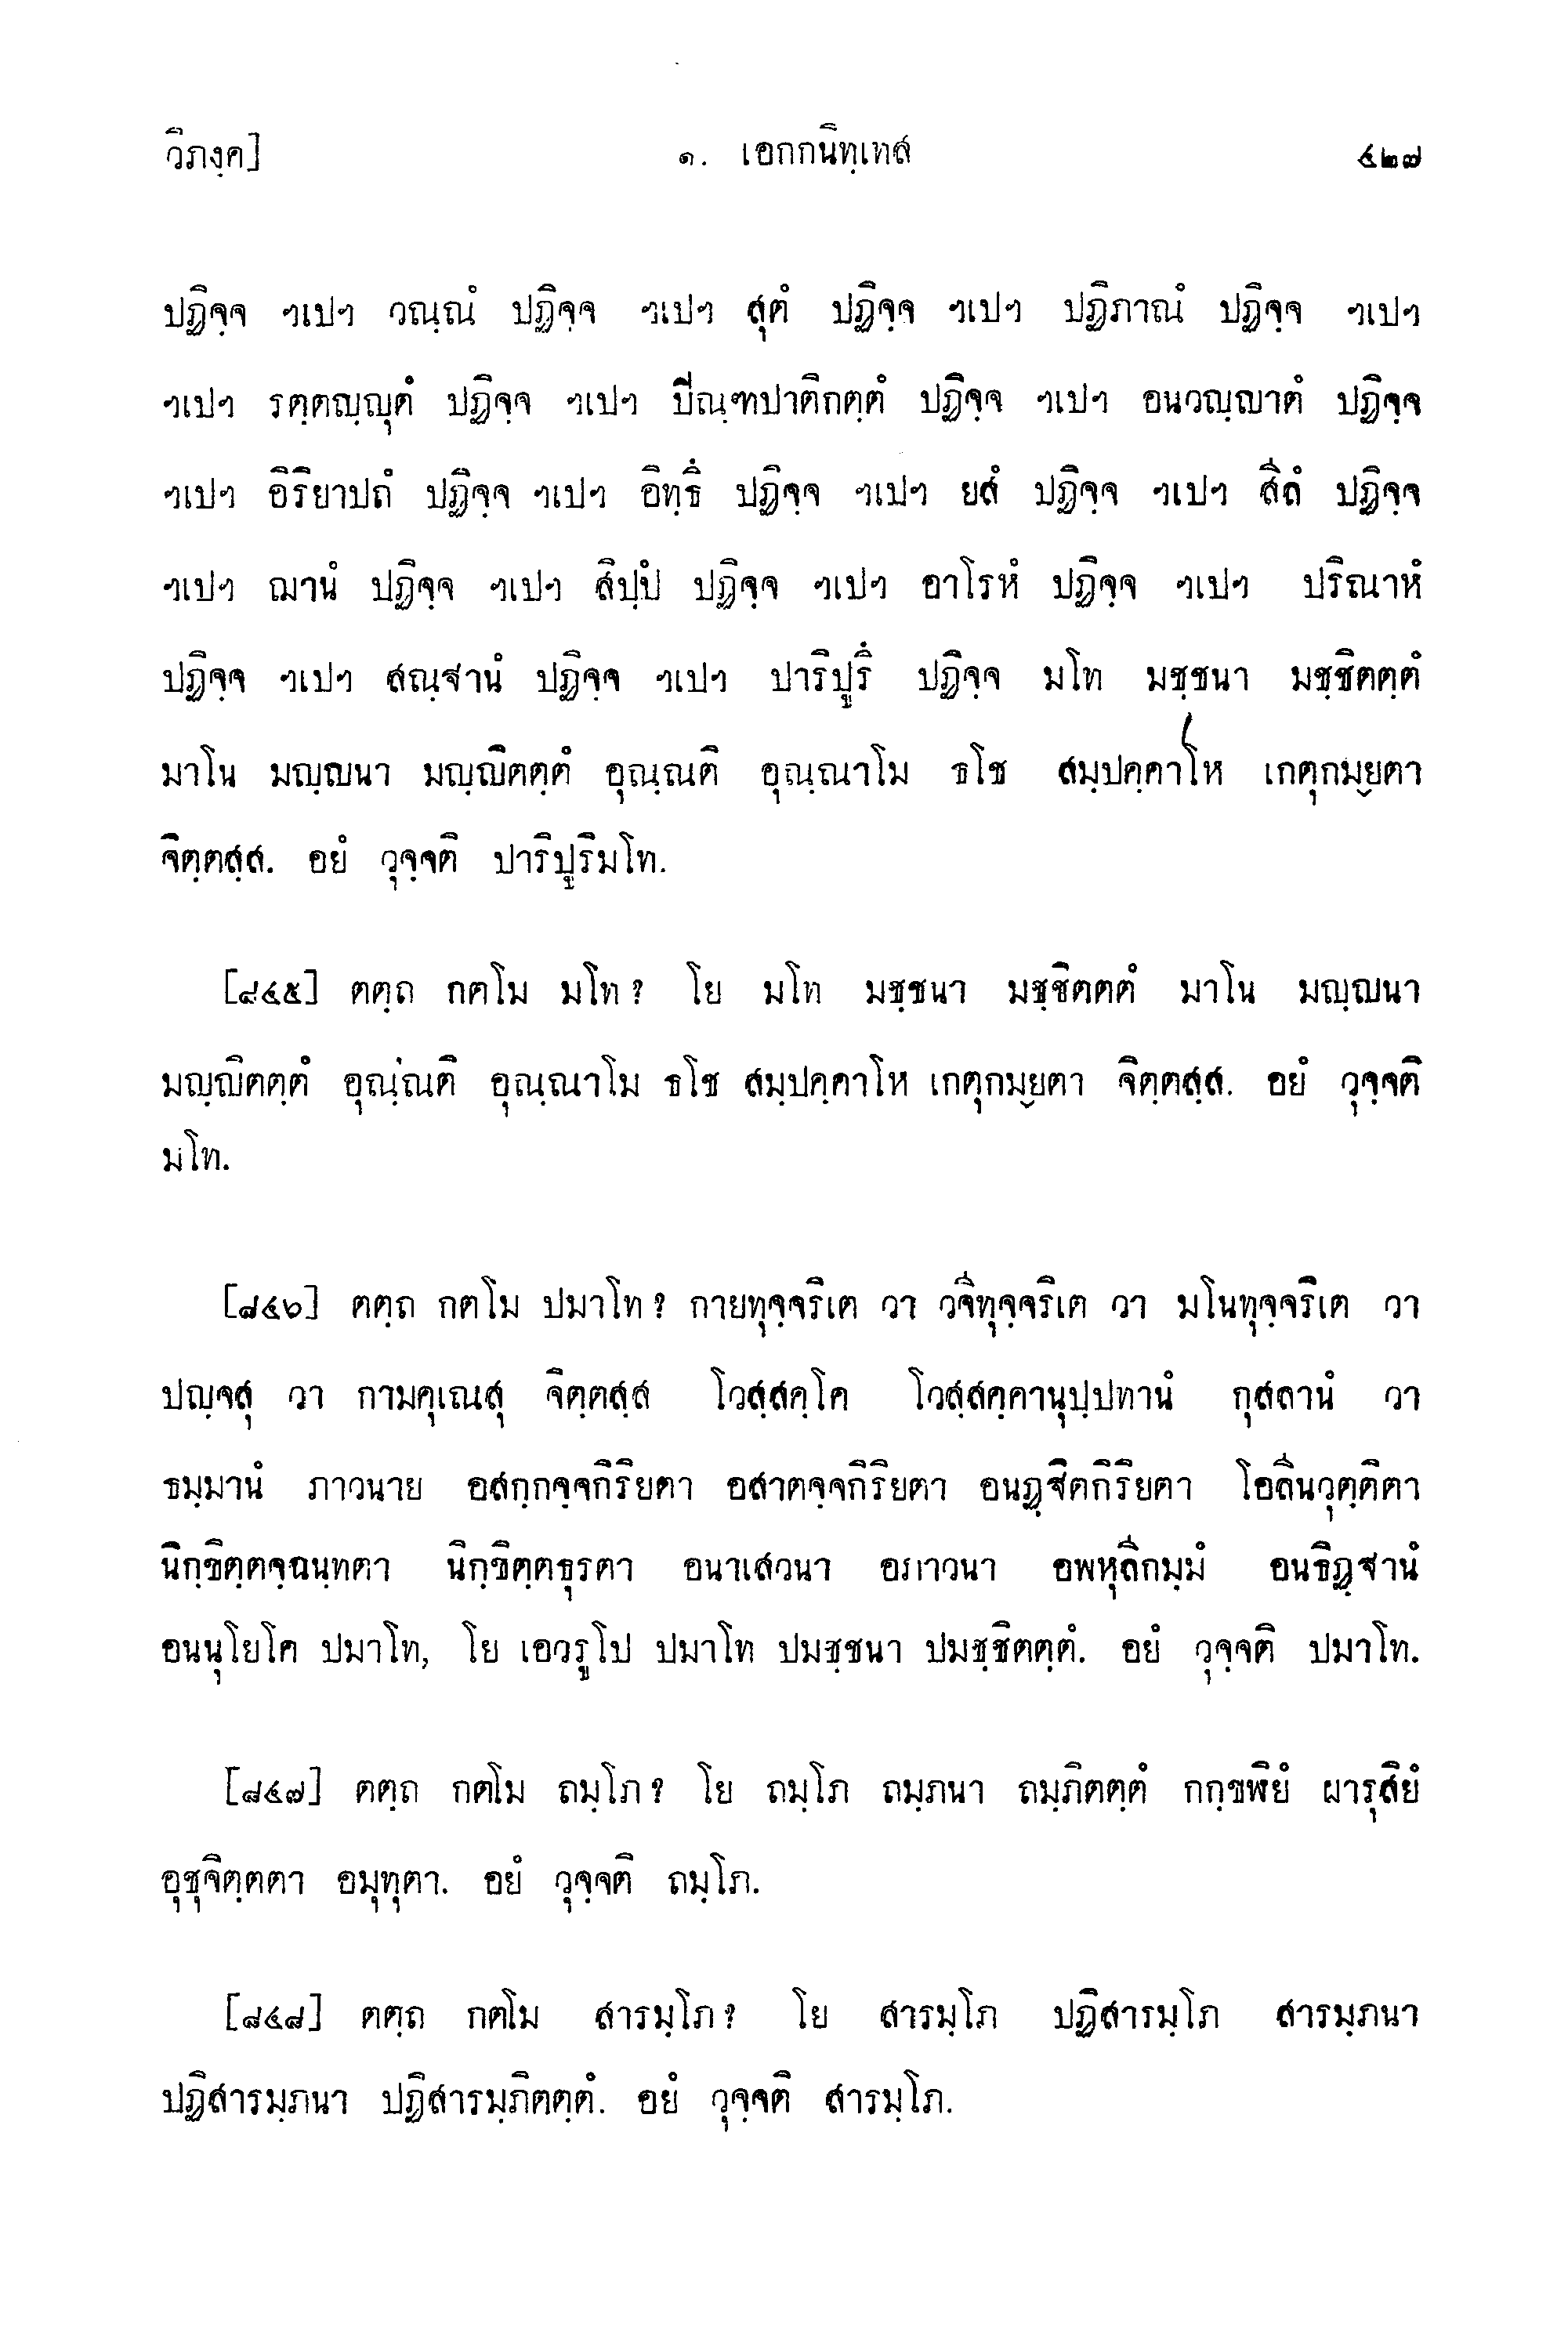 วิภงฺค] ๑. เอกกนิทฺเทส ๔๒๗
ปฏิจฺจ ฯเปฯ วณฺณํ ปฏิจฺจ ฯเปฯ สุตํ ปฏิจฺจ ฯเปฯ ปฏิภาณํ ปฏิจฺจ ฯเปฯ
ฯเปฯ รตฺตญฺญุตํ ปฏิจฺจ ฯเปฯ ปิณฺฑปาติกตฺตํ ปฏิจฺจ ฯเปฯ อนวญฺญาตํ ปฏิจฺจ
ฯเปฯ อิริยาปถํ ปฏิจฺจ ฯเปฯ อิทฺธึ ปฏิจฺจ ฯเปฯ ยสํ ปฏิจฺจ ฯเปฯ สีลํ ปฏิจฺจ
ฯเปฯ ฌานํ ปฏิจฺจ ฯเปฯ สิปฺปํ ปฏิจฺจ ฯเปฯ อาโรหํ ปฏิจฺจ ฯเปฯ ปริณาหํ
ปฏิจฺจ ฯเปฯ สณฺฐานํ ปฏิจฺจ ฯเปฯ ปาริปูรึ ปฏิจฺจ มโท มชฺชนา มชฺชิตตฺตํ
มาโน มญฺญนา มญฺญิตตฺตํ อุณฺณติ อุณฺณาโม ธโช สมฺปคฺคาโห เกตุกมฺยตา
จิตฺตสฺส. อยํ วุจฺจติ ปาริปูริมโท.
[๘๔๕] ตตฺถ กตโม มโท? โย มโท มชฺชนา มชฺชิตตตํ มาโน มญฺญนา
มญฺญิตตฺตํ อุณฺณติ อุณฺณาโม ธโช สมฺปคฺคาโห เกตุกมฺยตา จิตฺตสฺส. อยํ วุจฺจติ
มโท.
[๘๔๖] ตตฺถ กตโม ปมาโท? กายทุจฺจริเต วา วจีทุจฺจริเต วา มโนทุจฺจริเต วา
ปญฺจสุ วา กามคุเณสุ จิตฺตสฺส โวสฺสคฺโค โวสฺสคฺคานุปฺปทานํ กุสลานํ วา
ธมฺมานํ ภาวนาย อสกฺกจฺจกิริยตา อสาตจฺจกิริยตา อนฏฺฐิตกิริยตา โอลีนวุตฺติตา
นิกฺขิตฺตจฺฉนฺทตา นิกฺขิตฺตธุรตา อนาเสวนา อภาวนา อพหุลีกมฺมํ อนธิฏฺฐานํ
อนนุโยโค ปมาโท, โย เอวรูโป ปมาโท ปมชฺชนา ปมชฺชิตตฺตํ. อยํ วุจฺจติ ปมาโท.
[๘๔๗] ตตฺถ กตโม ถมฺโภ? โย ถมฺโภ ถมฺภนา ถมฺภิตตฺตํ กกฺขฬิยํ ผารุสิยํ
อุชุจิตฺตตา อมุทุตา. อยํ วุจฺจติ ถมฺโภ.
[๘๔๘] ตตฺถ กตโม สารมฺโภ? โย สารมฺโภ ปฏิสารมฺโภ สารมฺภนา
ปฏิสารมฺภนา ปฏิสารมฺภิตตฺตํ. อยํ วุจฺจติ สารมฺโภ.